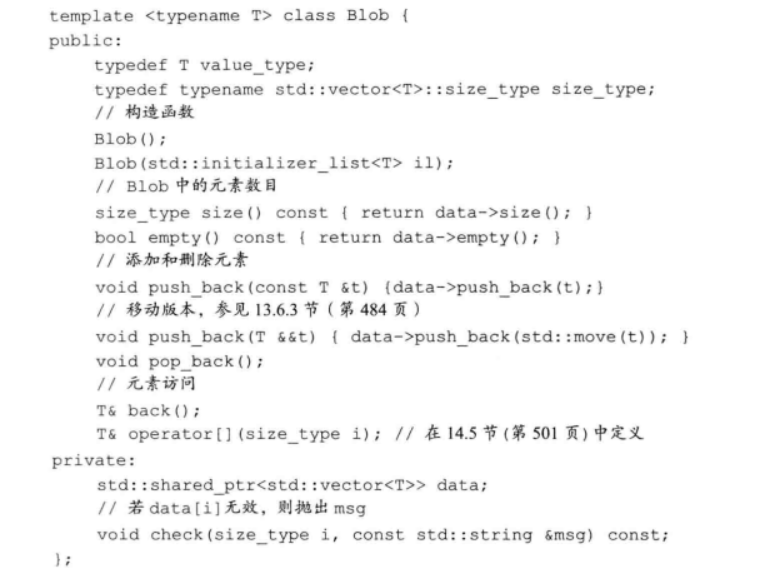 template <typename T> class Blob {
public:
    typedef T value_type;
    typedef typename std::vector<T>::size_type size_type;
    // 构造函数
    Blob();
    Blob(std::initializer_list<T> il);
    // Blob 中的元素数目
    size_type size() const { return data->size(); }
    bool empty() const { return data->empty(); }
    // 添加和删除元素
    void push_back(const T &t) {data->push_back(t);}
    // 移动版本，参见 13.6.3 节（第 484 页）
    void push_back(T &&t) { data->push_back(std::move(t)); }
    void pop_back();
    // 元素访问
    T& back();
    T& operator[](size_type i); // 在 14.5 节(第 501 页)中定义
private:
    std::shared_ptr<std::vector<T>> data;
    // 若 data[i]无效，则抛出 msg
    void check(size_type i, const std::string &msg) const;
};